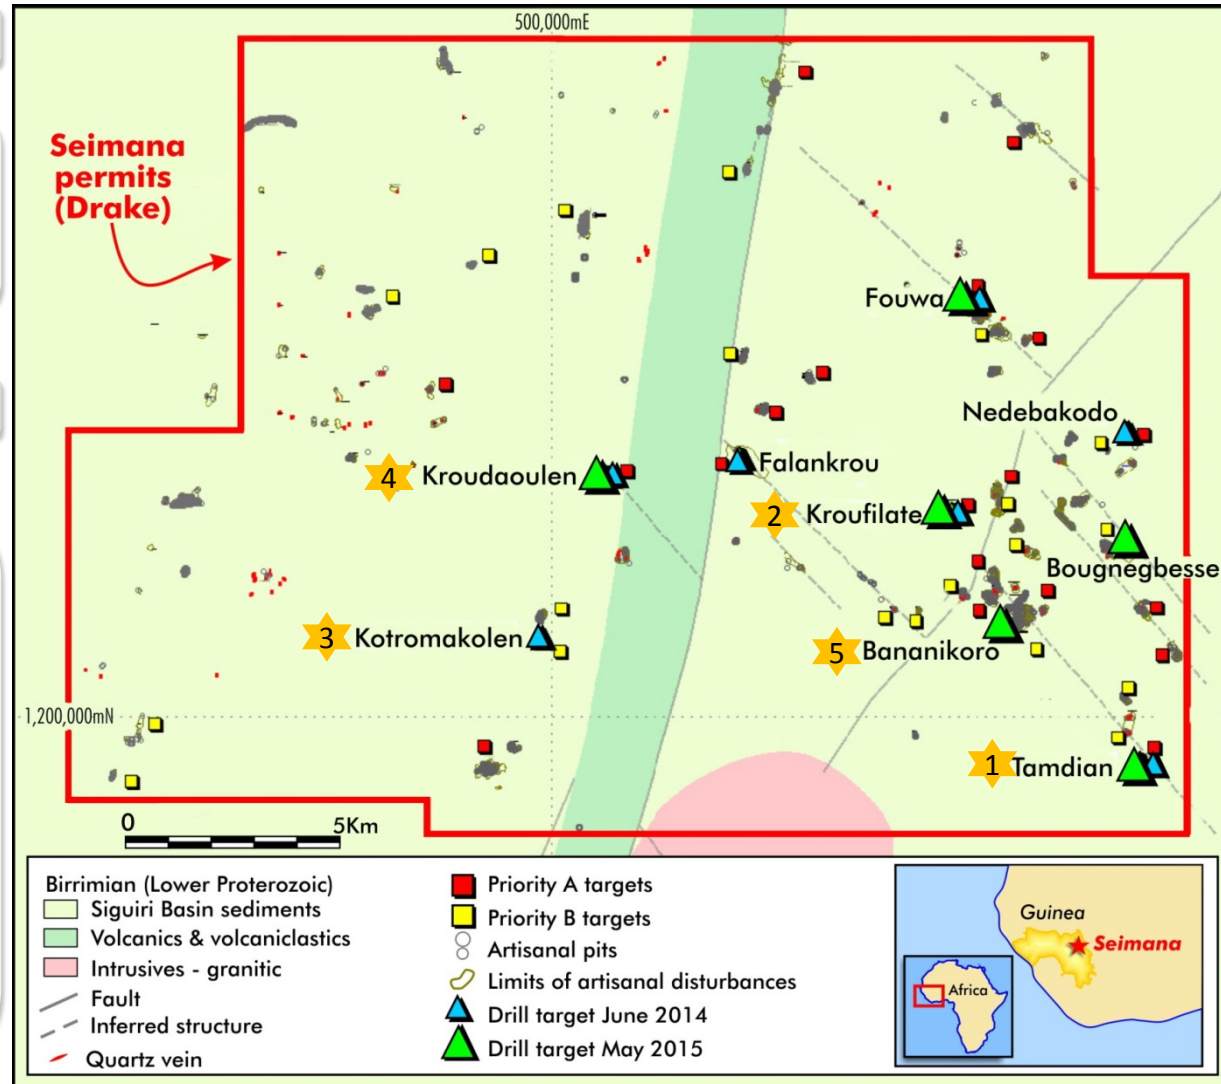 500,000mE
Seimana
permits
(Drake)
Fouwa
Nedebakodo
4 Kroudaoulen
Falankrou
2 Kroufilate
Bougnegbesse
3 Kotromakolen
5 Bananikoro
1,200,000mN
1 Tamdian
0 5Km
Birrimian (Lower Proterozoic)
Siguiri Basin sediments
Volcanics & volcaniclastics
Intrusives - granitic
Fault
Inferred structure
Quartz vein
Priority A targets
Priority B targets
Artisanal pits
Limits of artisanal disturbances
Drill target June 2014
Drill target May 2015
Guinea
Seimana
Africa